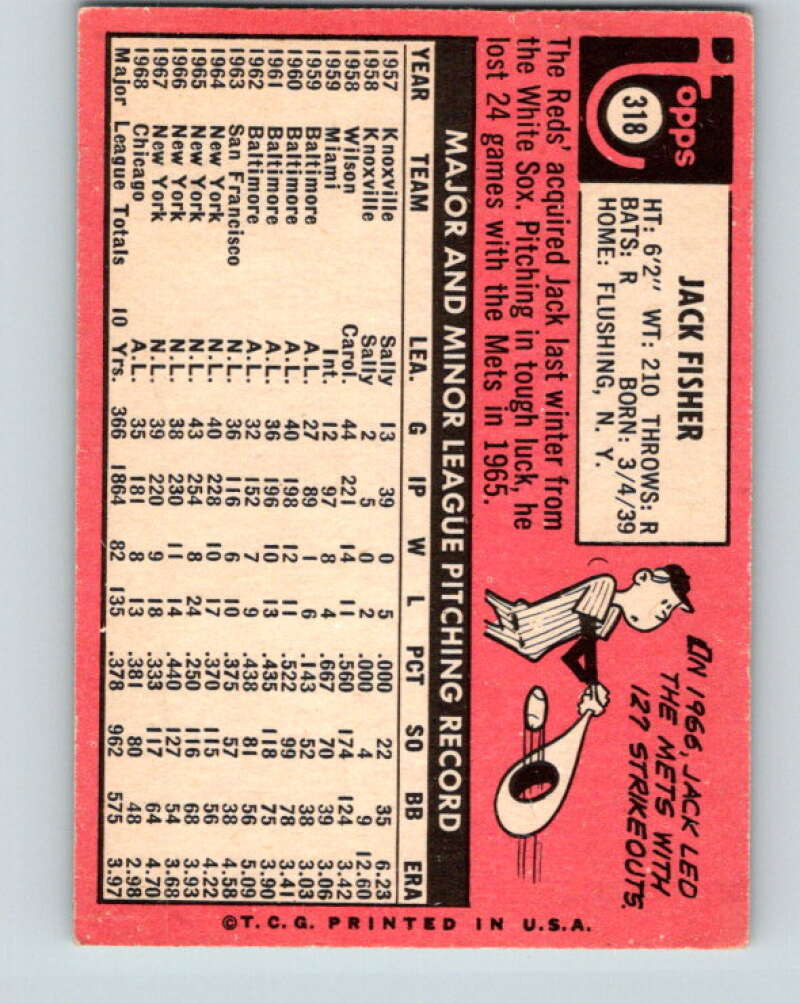 Topps
318
JACK FISHER
HT: 6'2" WT: 210 THROWS: R
BATS: R BORN: 3/4/39
HOME: FLUSHING, N. Y.
The Reds' acquired Jack last winter from
the White Sox. Pitching in tough luck, he
lost 24 games with the Mets in 1965.
IN 1966, JACK LED
THE METS WITH
127 STRIKEOUTS.
MAJOR AND MINOR LEAGUE PITCHING RECORD
YEAR TEAM LEA. G IP W L PCT SO BB ERA
1957 Knoxville Sally 13 39 0 5 .000 22 35 6.23
1958 Knoxville Sally 2 5 0 2 .000 4 9 12.60
1958 Wilson Carol. 44 221 14 11 .560 174 124 3.42
1959 Miami Int. 12 97 8 4 .667 70 39 3.06
1959 Baltimore A.L. 27 89 1 6 .143 52 38 3.03
1960 Baltimore A.L. 40 198 12 11 .522 99 78 3.41
1961 Baltimore A.L. 36 196 10 13 .435 118 75 3.90
1962 Baltimore A.L. 32 152 7 9 .438 81 56 5.09
1963 San Francisco N.L. 36 116 6 10 .375 57 38 4.58
1964 New York N.L. 40 228 10 17 .370 115 56 4.22
1965 New York N.L. 43 254 8 24 .250 116 68 3.93
1966 New York N.L. 38 230 11 14 .440 127 54 3.68
1967 New York N.L. 39 220 9 18 .333 117 64 4.70
1968 Chicago A.L. 35 181 8 13 .381 80 48 2.98
Major League Totals 10 Yrs. 366 1864 82 135 .378 962 575 3.97
©T.C.G. PRINTED IN U.S.A.